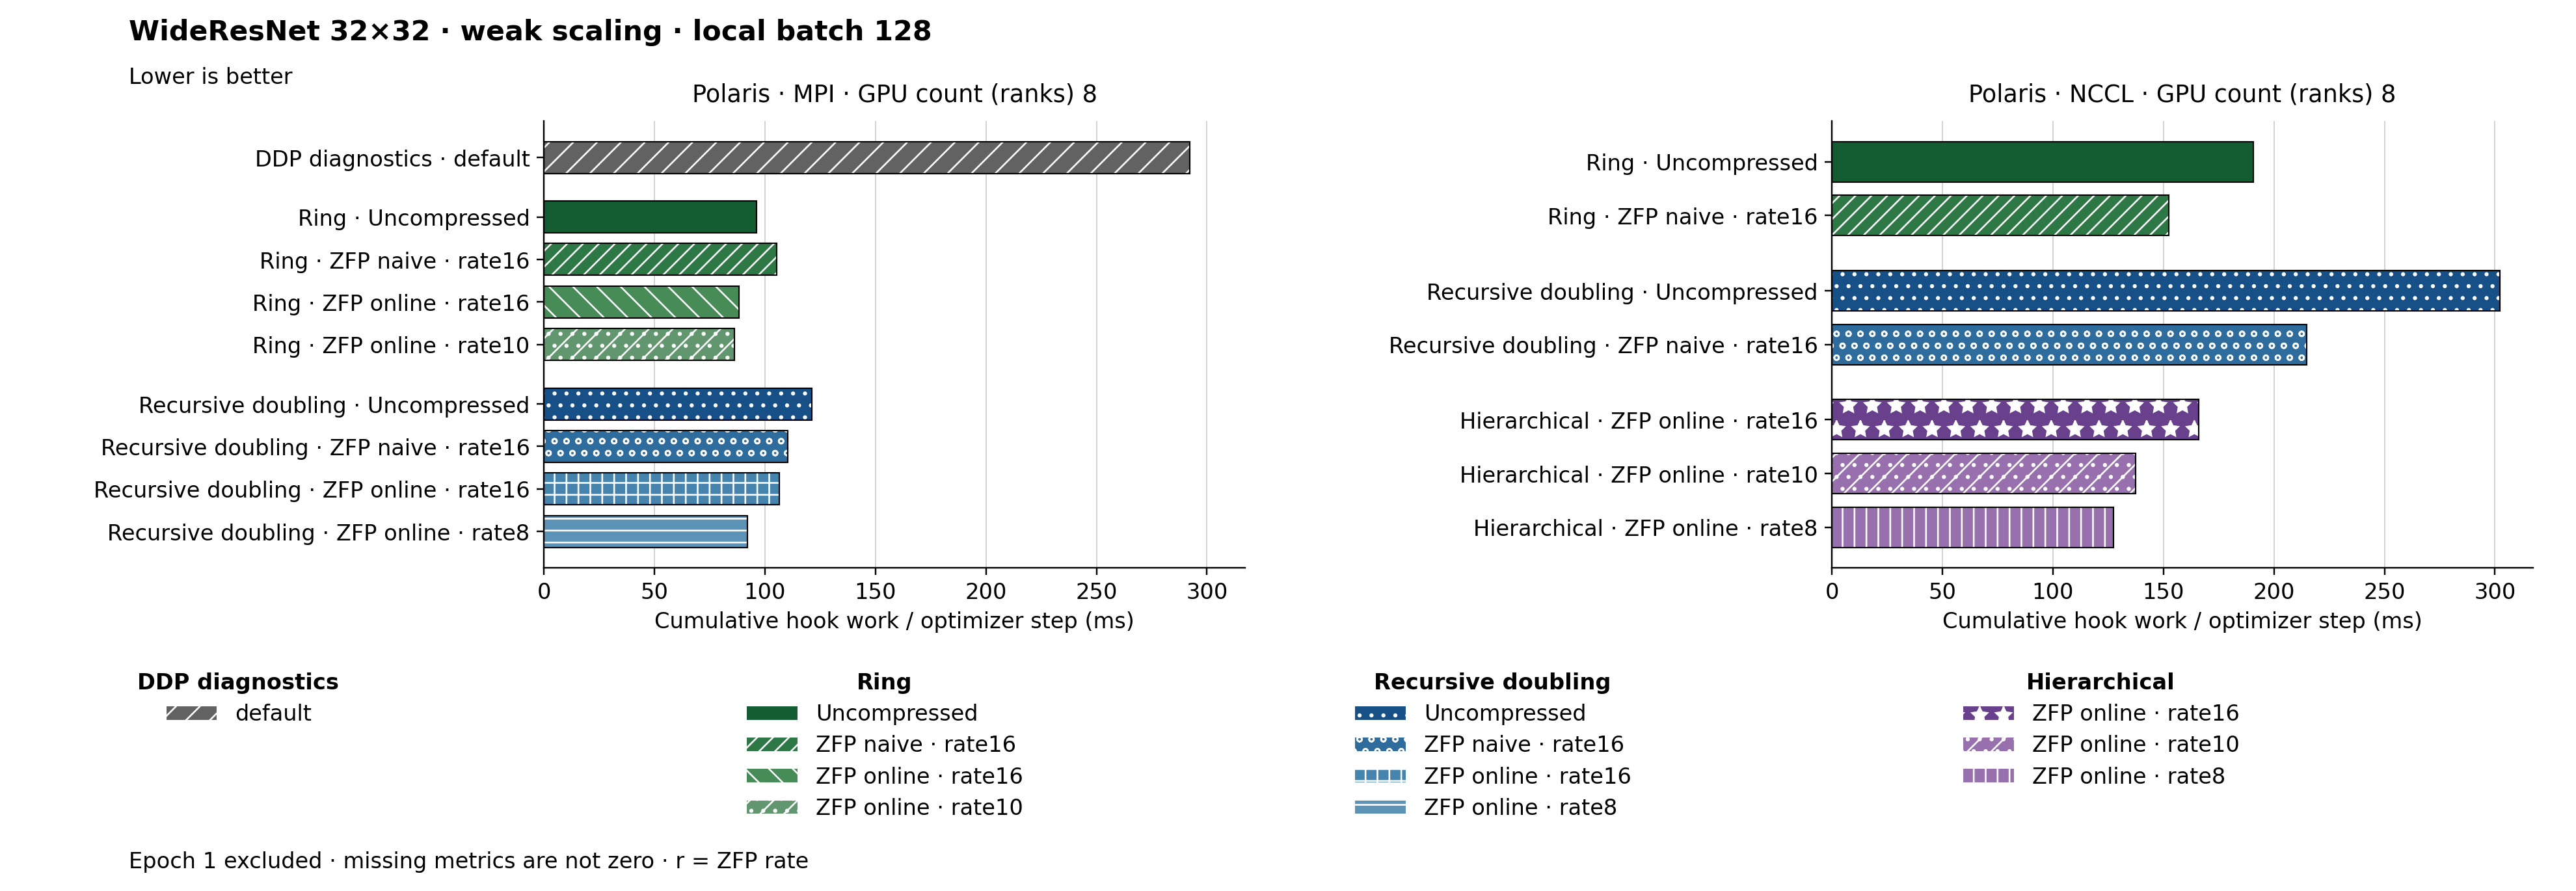 WideResNet 32×32 · weak scaling · local batch 128
Lower is better
Polaris · MPI · GPU count (ranks) 8
DDP diagnostics · default
Ring · Uncompressed
Ring · ZFP naive · rate16
Ring · ZFP online · rate16
Ring · ZFP online · rate10
Recursive doubling · Uncompressed
Recursive doubling · ZFP naive · rate16
Recursive doubling · ZFP online · rate16
Recursive doubling · ZFP online · rate8
0 50 100 150 200 250 300
Cumulative hook work / optimizer step (ms)
Polaris · NCCL · GPU count (ranks) 8
Ring · Uncompressed
Ring · ZFP naive · rate16
Recursive doubling · Uncompressed
Recursive doubling · ZFP naive · rate16
Hierarchical · ZFP online · rate16
Hierarchical · ZFP online · rate10
Hierarchical · ZFP online · rate8
0 50 100 150 200 250 300
Cumulative hook work / optimizer step (ms)
DDP diagnostics
default
Ring
Uncompressed
ZFP naive · rate16
ZFP online · rate16
ZFP online · rate10
Recursive doubling
Uncompressed
ZFP naive · rate16
ZFP online · rate16
ZFP online · rate8
Hierarchical
ZFP online · rate16
ZFP online · rate10
ZFP online · rate8
Epoch 1 excluded · missing metrics are not zero · r = ZFP rate